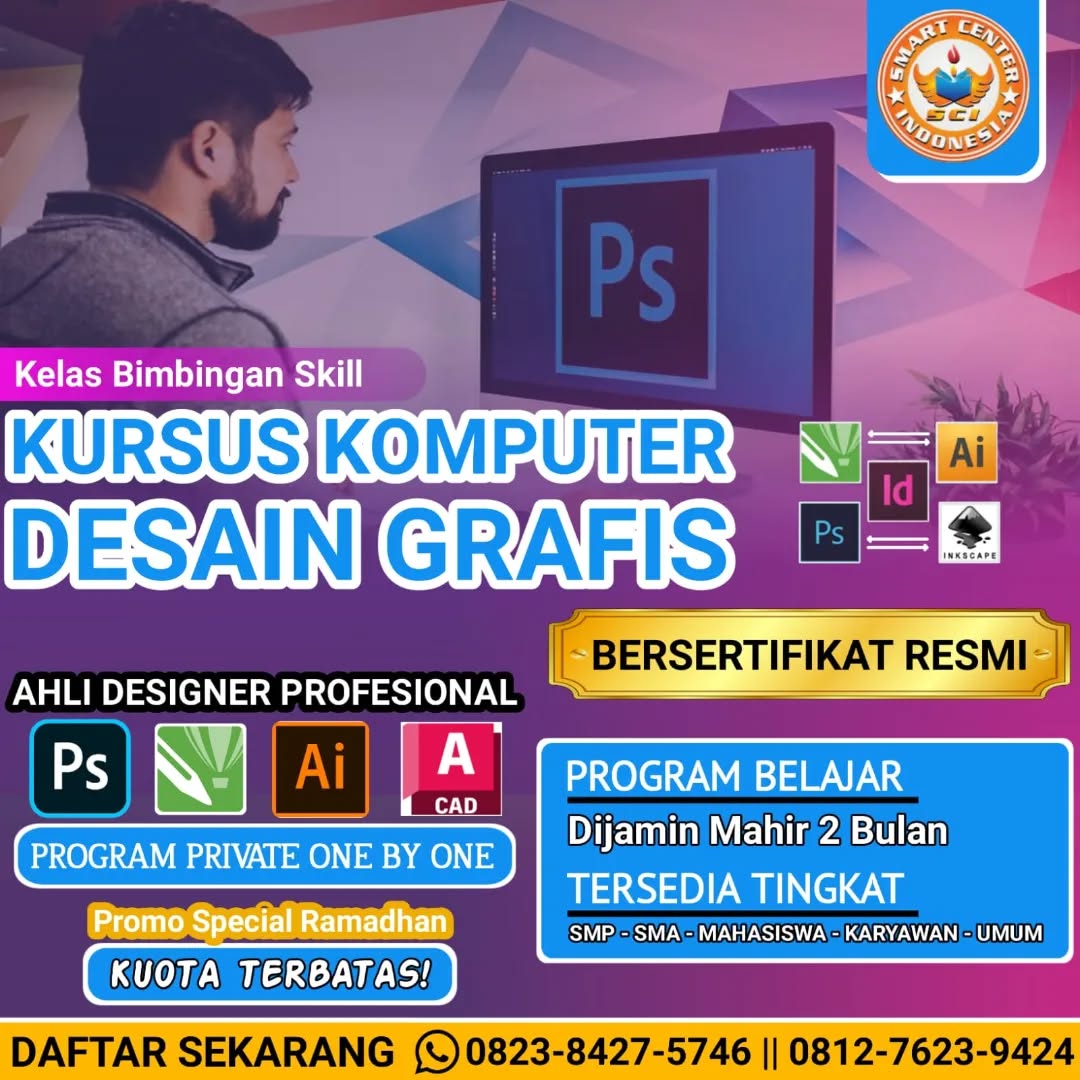 SMART CENTER
SCI
INDONESIA
Ps
Kelas Bimbingan Skill
KURSUS KOMPUTER
DESAIN GRAFIS
Ai
Id
Ps
INKSCAPE
BERSERTIFIKAT RESMI
AHLI DESIGNER PROFESIONAL
Ps
Ai
A
CAD
PROGRAM PRIVATE ONE BY ONE
Promo Special Ramadhan
KUOTA TERBATAS!
PROGRAM BELAJAR
Dijamin Mahir 2 Bulan
TERSEDIA TINGKAT
SMP - SMA - MAHASISWA - KARYAWAN - UMUM
DAFTAR SEKARANG 0823-8427-5746 || 0812-7623-9424